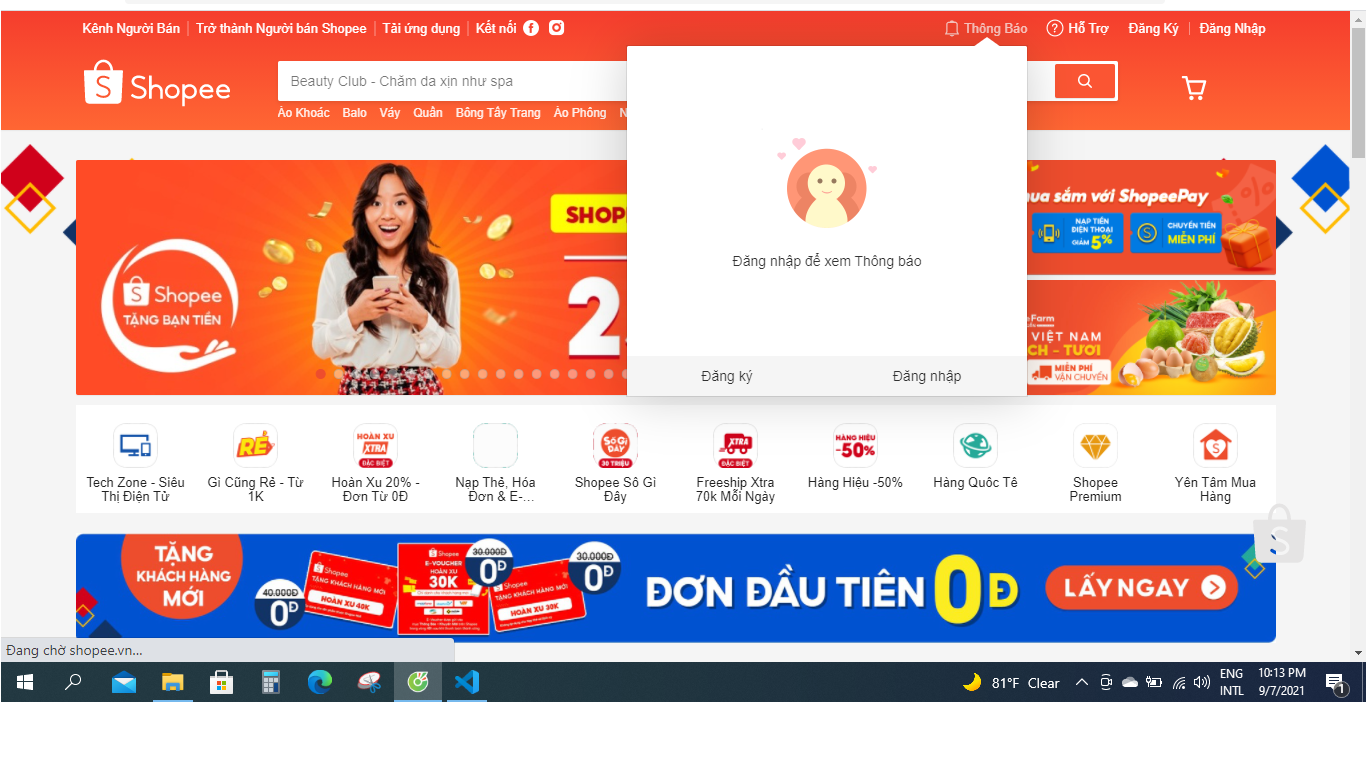 Kênh Người Bán
Trở thành Người bán Shopee
Tải ứng dụng
Kết nối
Thông Báo
Hỗ Trợ
Đăng Ký
Đăng Nhập
Shopee
Beauty Club - Chăm da xịn như spa
Áo Khoác
Balo
Váy
Quần
Bông Tẩy Trang
Áo Phông
N
Đăng nhập để xem Thông báo
Đăng ký
Đăng nhập
Shopee
TẶNG BẠN TIỀN
SHOP
2.
ua sắm với ShopeePay
NẠP TIỀN
ĐIỆN THOẠI
GIẢM 5%
CHUYỂN TIỀN
MIỄN PHÍ
Farm
VIỆT NAM
CH - TƯƠI
MIỄN PHÍ
VẬN CHUYỂN
RẺ
HOÀN XU
XTRA
ĐẶC BIỆT
Số Gì
ĐÂY
30 TRIỆU
XTRA
ĐẶC BIỆT
HÀNG HIỆU
-50%
Tech Zone - Siêu
Thị Điện Tử
Gì Cũng Rẻ - Từ
1K
Hoàn Xu 20% -
Đơn Từ 0Đ
Nạp Thẻ, Hóa
Đơn & E-...
Shopee Số Gì
Đây
Freeship Xtra
70k Mỗi Ngày
Hàng Hiệu -50%
Hàng Quốc Tế
Shopee
Premium
Yên Tâm Mua
Hàng
TẶNG
KHÁCH HÀNG
MỚI
40.000Đ
0Đ
Shopee
TẶNG KHÁCH HÀNG MỚI
HOÀN XU 40K
Shopee
E-VOUCHER
HOÀN XU
30K
30.000Đ
0Đ
Shopee
TẶNG KHÁCH HÀNG MỚI
HOÀN XU 30K
30.000Đ
0Đ
ĐƠN ĐẦU TIÊN 0Đ
LẤY NGAY
Đang chờ shopee.vn...
81°F Clear
ENG
INTL
10:13 PM
9/7/2021
1